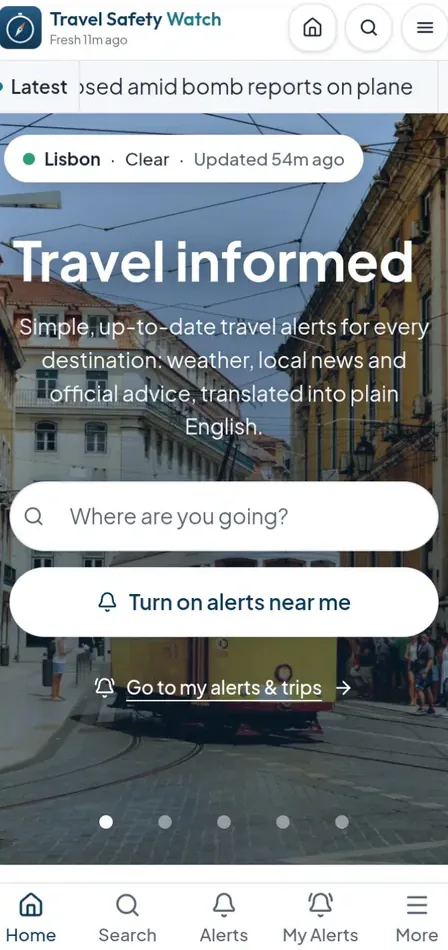 Travel Safety Watch
Fresh 11m ago
Latest osed amid bomb reports on plane
Lisbon · Clear · Updated 54m ago
Travel informed
Simple, up-to-date travel alerts for every
destination: weather, local news and
official advice, translated into plain
English.
Where are you going?
Turn on alerts near me
Go to my alerts & trips →
Home Search Alerts My Alerts More